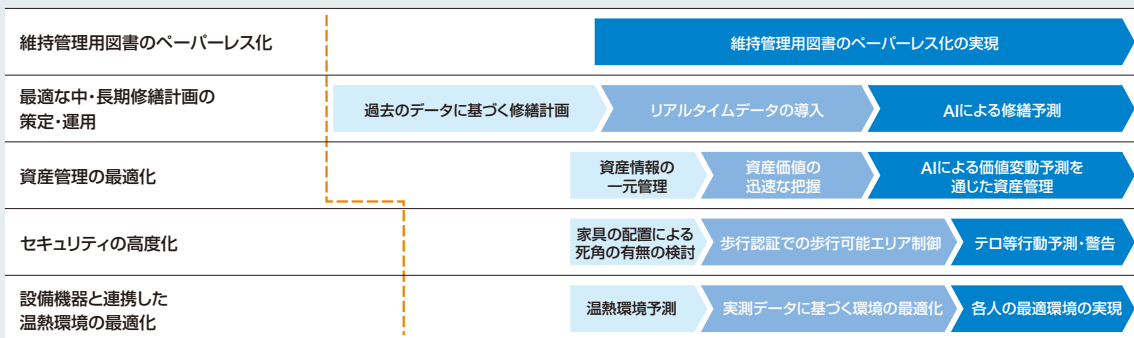 維持管理用図書のペーパーレス化
維持管理用図書のペーパーレス化の実現
最適な中・長期修繕計画の
策定・運用
過去のデータに基づく修繕計画
リアルタイムデータの導入
AIによる修繕予測
資産管理の最適化
資産情報の
一元管理
資産価値の
迅速な把握
AIによる価値変動予測を
通じた資産管理
セキュリティの高度化
家具の配置による
死角の有無の検討
歩行認証での歩行可能エリア制御
テロ等行動予測・警告
設備機器と連携した
温熱環境の最適化
温熱環境予測
実測データに基づく環境の最適化
各人の最適環境の実現